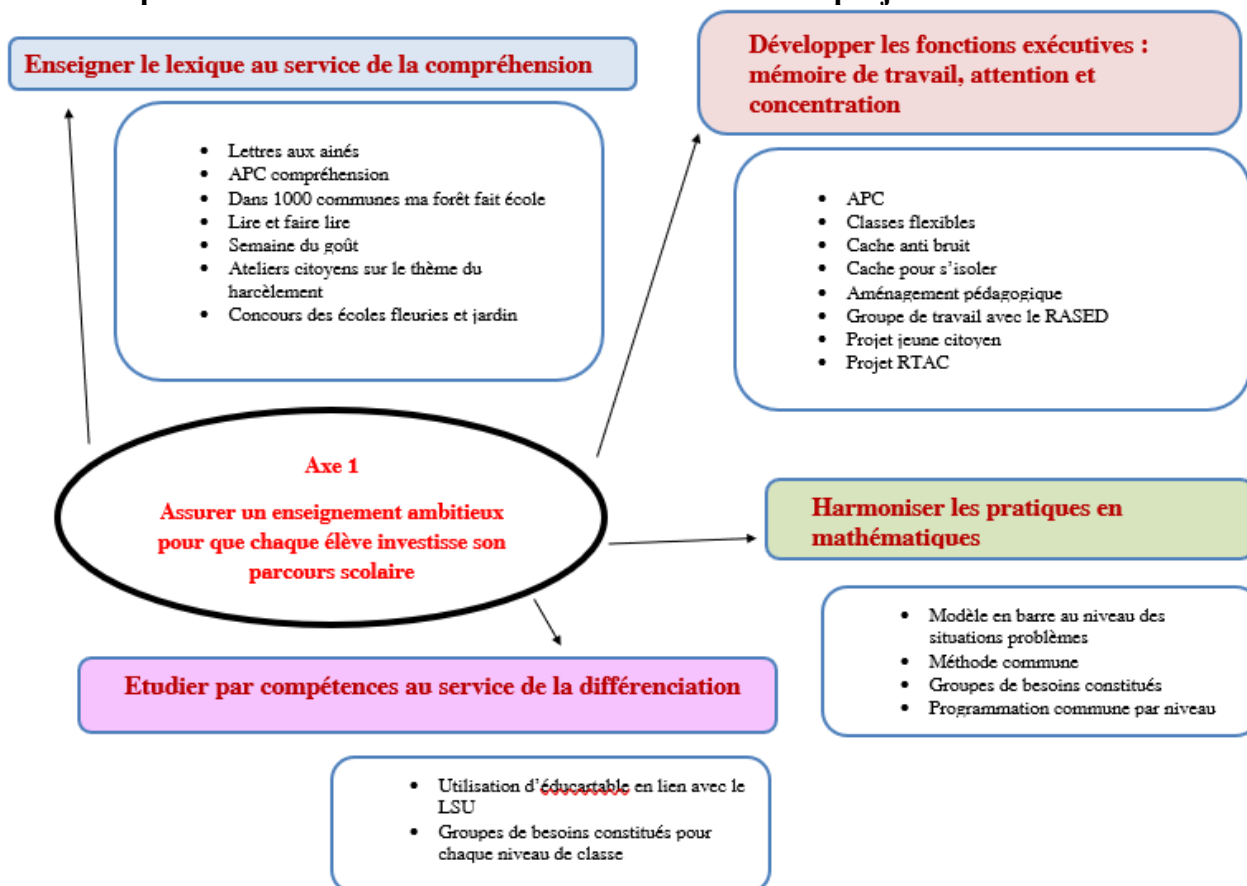 Enseigner le lexique au service de la compréhension
Lettres aux ainés
APC compréhension
Dans 1000 communes ma forêt fait école
Lire et faire lire
Semaine du goût
Ateliers citoyens sur le thème du
harcèlement
Concours des écoles fleuries et jardin
Développer les fonctions exécutives :
mémoire de travail, attention et
concentration
APC
Classes flexibles
Cache anti bruit
Cache pour s'isoler
Aménagement pédagogique
Groupe de travail avec le RASED
Projet jeune citoyen
Projet RTAC
Axe 1
Assurer un enseignement ambitieux
pour que chaque élève investisse son
parcours scolaire
Harmoniser les pratiques en
mathématiques
Modèle en barre au niveau des
situations problèmes
Méthode commune
Groupes de besoins constitués
Programmation commune par niveau
Etudier par compétences au service de la différenciation
Utilisation d'éducartable en lien avec le
LSU
Groupes de besoins constitués pour
chaque niveau de classe